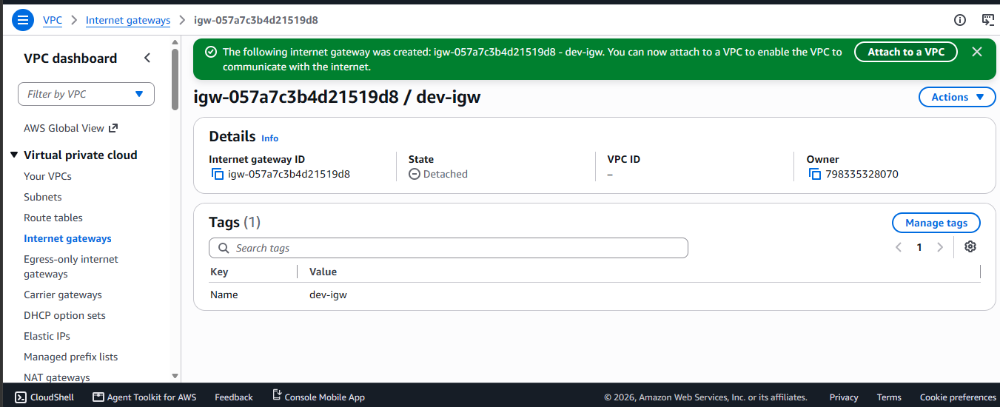 VPC > Internet gateways > igw-057a7c3b4d21519d8
VPC dashboard
Filter by VPC
AWS Global View
Virtual private cloud
Your VPCs
Subnets
Route tables
Internet gateways
Egress-only internet
gateways
Carrier gateways
DHCP option sets
Elastic IPs
Managed prefix lists
NAT gateways
The following internet gateway was created: igw-057a7c3b4d21519d8 - dev-igw. You can now attach to a VPC to enable the VPC to
communicate with the internet.
Attach to a VPC
igw-057a7c3b4d21519d8 / dev-igw
Actions
Details Info
Internet gateway ID
igw-057a7c3b4d21519d8
State
Detached
VPC ID
–
Owner
798335328070
Tags (1)
Manage tags
Search tags
1
Key Value
Name dev-igw
CloudShell Agent Toolkit for AWS Feedback Console Mobile App © 2026, Amazon Web Services, Inc. or its affiliates. Privacy Terms Cookie preferences